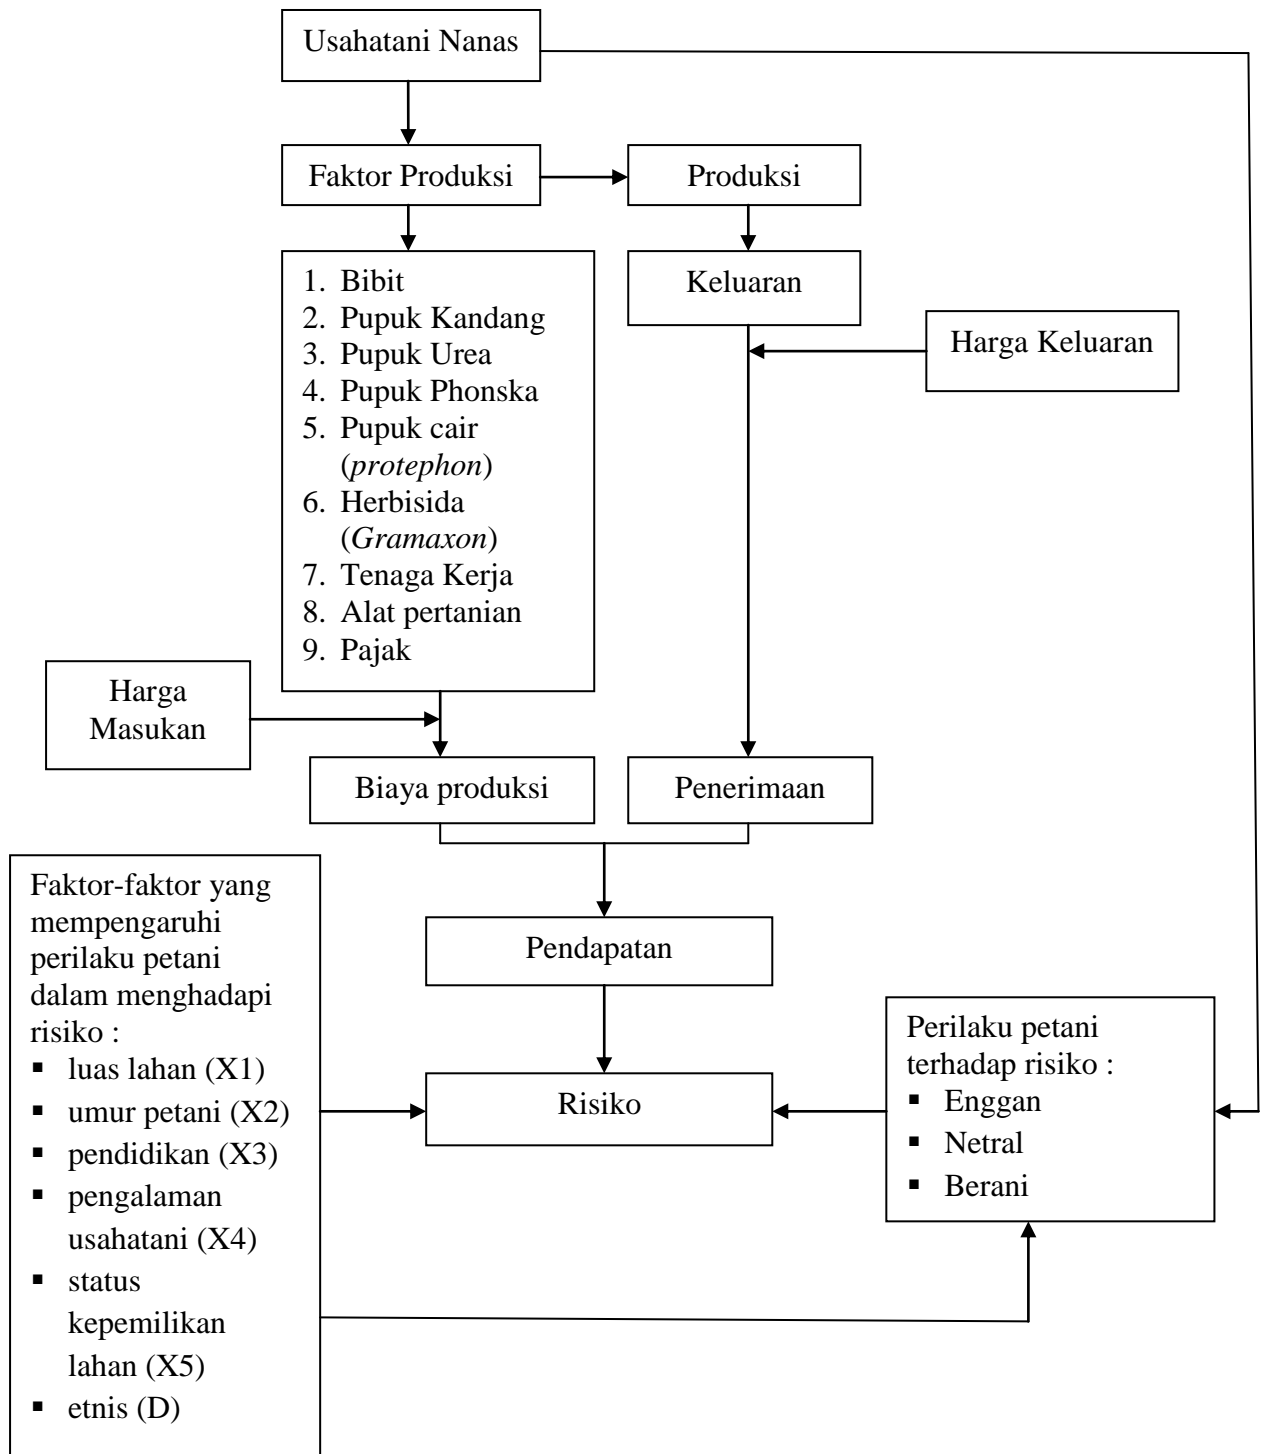 Usahatani Nanas
Faktor Produksi
Produksi
1. Bibit
2. Pupuk Kandang
3. Pupuk Urea
4. Pupuk Phonska
5. Pupuk cair
(protephon)
6. Herbisida
(Gramaxon)
7. Tenaga Kerja
8. Alat pertanian
9. Pajak
Keluaran
Harga Keluaran
Harga
Masukan
Biaya produksi
Penerimaan
Faktor-faktor yang
mempengaruhi
perilaku petani
dalam menghadapi
risiko :
▪ luas lahan (X1)
▪ umur petani (X2)
▪ pendidikan (X3)
▪ pengalaman
usahatani (X4)
▪ status
kepemilikan
lahan (X5)
▪ etnis (D)
Pendapatan
Risiko
Perilaku petani
terhadap risiko :
▪ Enggan
▪ Netral
▪ Berani